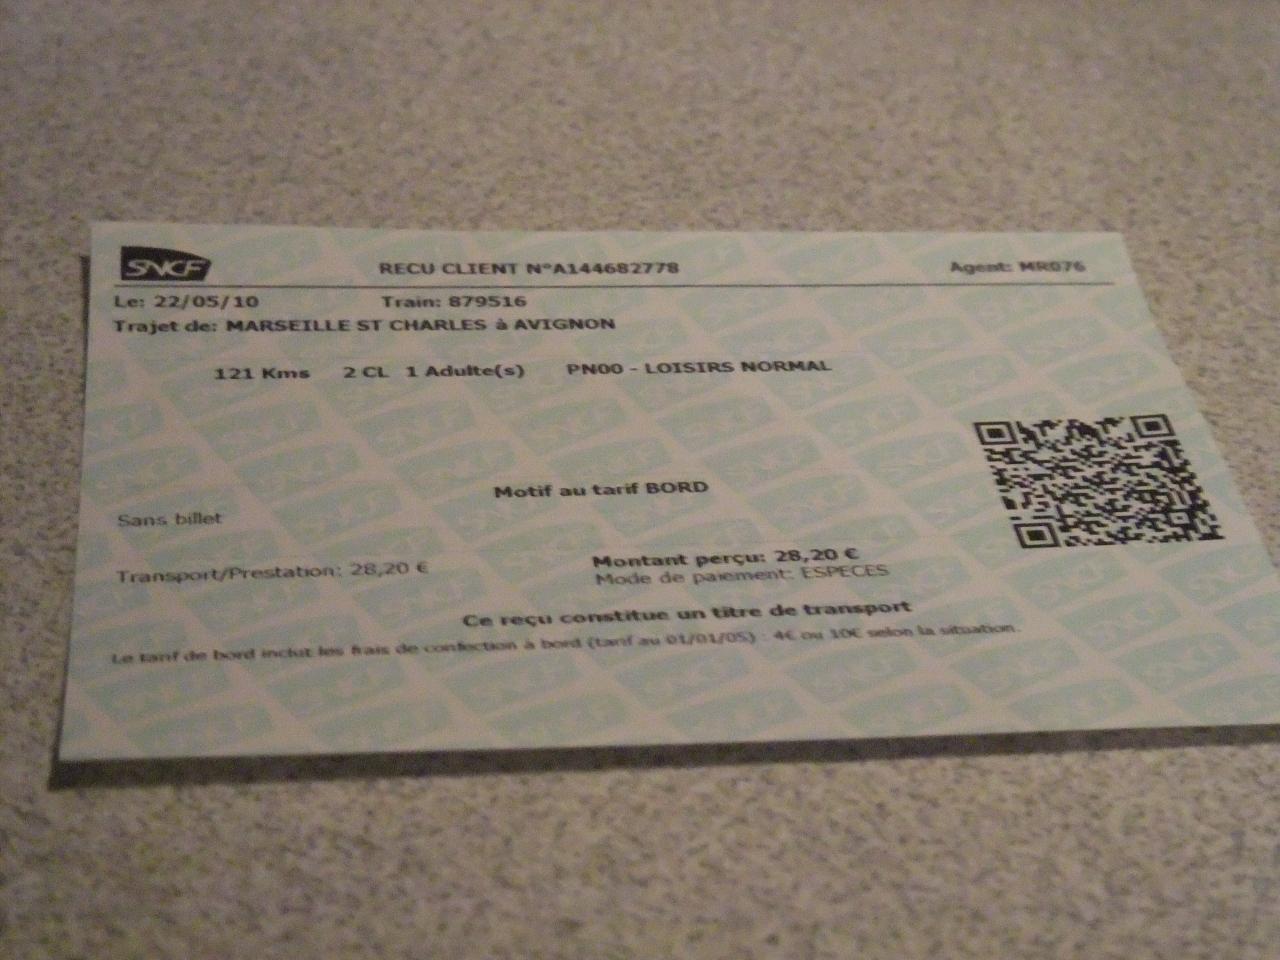 SNCF RECU CLIENT N°A144682778 Agent: MR076
Le: 22/05/10 Train: 879516
Trajet de: MARSEILLE ST CHARLES à AVIGNON
121 Kms 2 CL 1 Adulte(s) PN00 - LOISIRS NORMAL
Motif au tarif BORD
Sans billet
Transport/Prestation: 28,20 € Montant perçu: 28,20 €
Mode de paiement: ESPECES
Ce reçu constitue un titre de transport
Le tarif de bord inclut les frais de confection à bord (tarif au 01/01/05) : 4€ ou 10€ selon la situation.